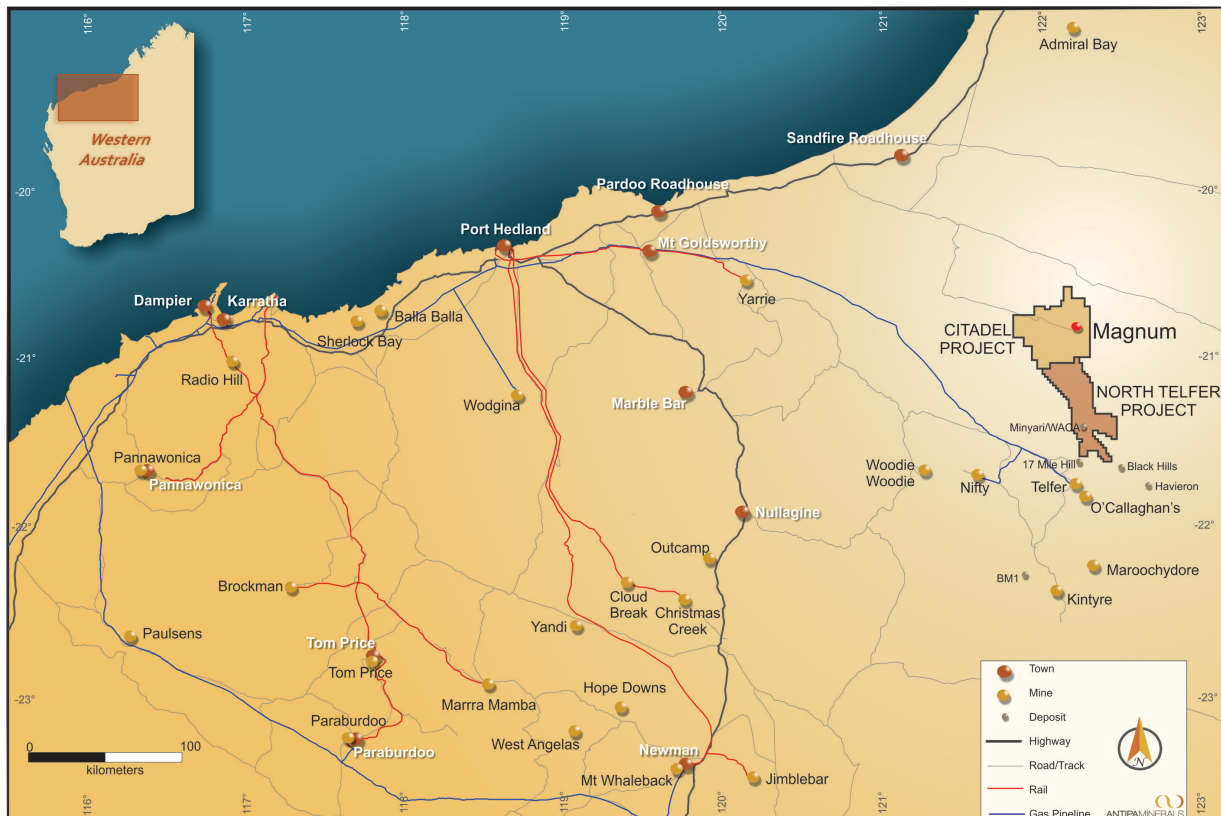 116°
117°
118°
119°
120°
121°
122°
123°
Admiral Bay
Western
Australia
Sandfire Roadhouse
-20°
-20°
Pardoo Roadhouse
Port Hedland
Mt Goldsworthy
Dampier
Karratha
Yarrie
Balla Balla
Sherlock Bay
CITADEL
PROJECT
Magnum
-21°
-21°
Radio Hill
Wodgina
Marble Bar
NORTH TELFER
PROJECT
Minyari/WACA
Pannawonica
Pannawonica
Woodie
Woodie
Nifty
17 Mile Hill
Black Hills
Telfer
Havieron
O'Callaghan's
-22°
-22°
Nullagine
Outcamp
Brockman
Cloud
Break
Christmas
Creek
BM1
Maroochydore
Kintyre
Paulsens
Yandi
Tom Price
Tom Price
-23°
-23°
Marrra Mamba
Hope Downs
Paraburdoo
Paraburdoo
West Angelas
Newman
Mt Whaleback
Jimblebar
0
100
kilometers
Town
Mine
Deposit
Highway
Road/Track
Rail
Gas Pipeline
N
ANTIPAMINERALS
116°
117°
118°
119°
120°
121°
123°